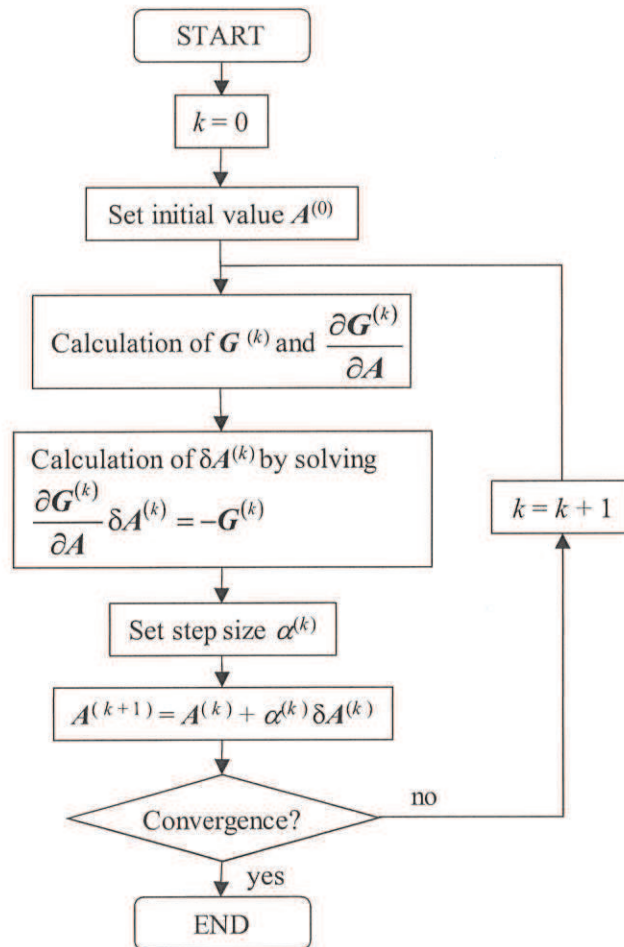 START
k = 0
Set initial value A^(0)
Calculation of G^(k) and ∂G^(k)/∂A
Calculation of δA^(k) by solving
∂G^(k)/∂A δA^(k) = −G^(k)
k = k + 1
Set step size α^(k)
A^(k+1) = A^(k) + α^(k) δA^(k)
no
Convergence?
yes
END